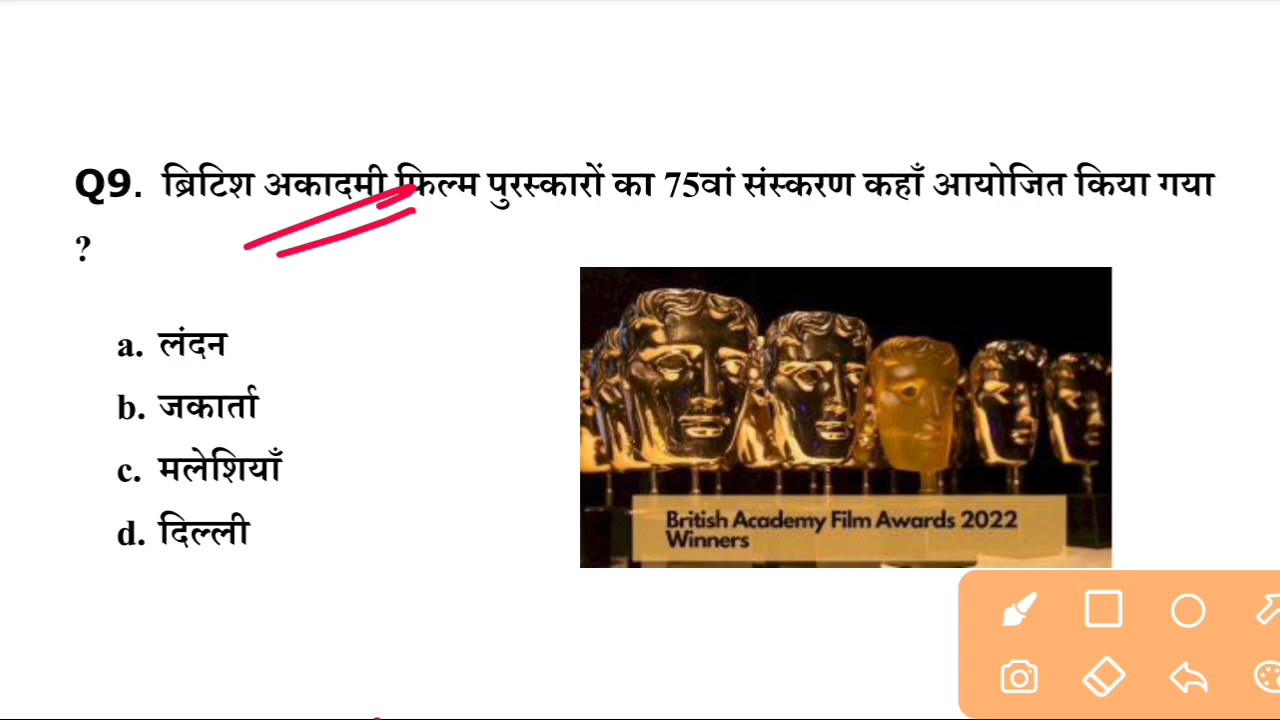 Q9. ब्रिटिश अकादमी फिल्म पुरस्कारों का 75वां संस्करण कहाँ आयोजित किया गया
?
a. लंदन
b. जकार्ता
c. मलेशियाँ
d. दिल्ली
British Academy Film Awards 2022
Winners